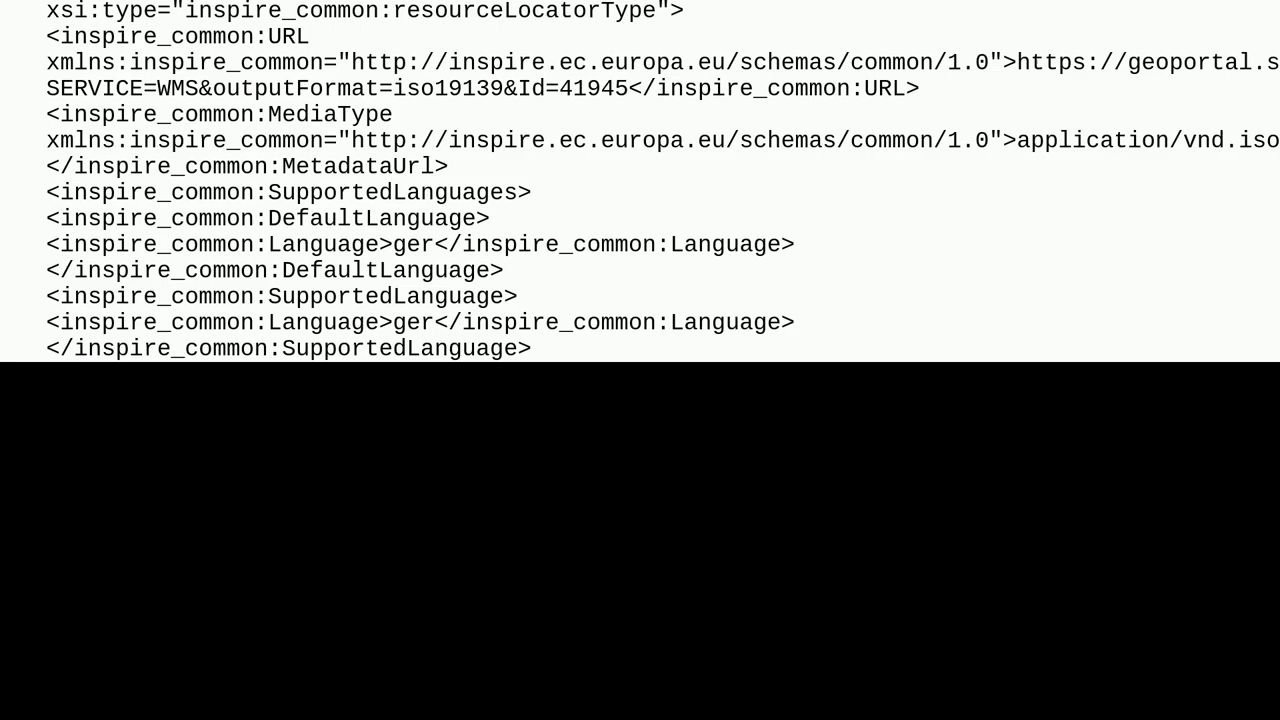 xsi:type="inspire_common:resourceLocatorType">
<inspire_common:URL
xmlns:inspire_common="http://inspire.ec.europa.eu/schemas/common/1.0">https://geoportal.s
SERVICE=WMS&outputFormat=iso19139&Id=41945</inspire_common:URL>
<inspire_common:MediaType
xmlns:inspire_common="http://inspire.ec.europa.eu/schemas/common/1.0">application/vnd.iso
</inspire_common:MetadataUrl>
<inspire_common:SupportedLanguages>
<inspire_common:DefaultLanguage>
<inspire_common:Language>ger</inspire_common:Language>
</inspire_common:DefaultLanguage>
<inspire_common:SupportedLanguage>
<inspire_common:Language>ger</inspire_common:Language>
</inspire_common:SupportedLanguage>